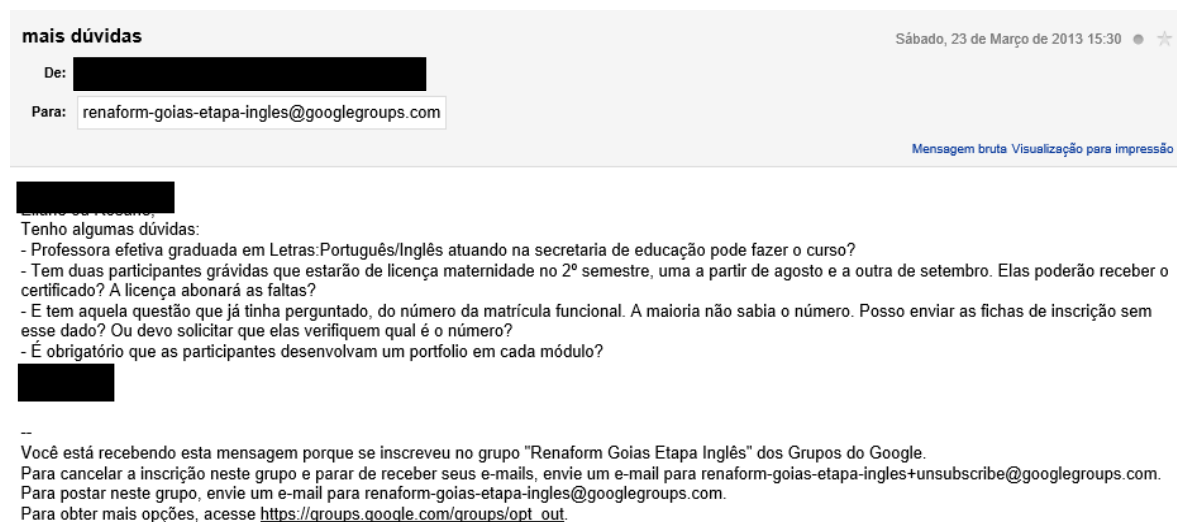 mais dúvidas
Sábado, 23 de Março de 2013 15:30
De:
Para: renaform-goias-etapa-ingles@googlegroups.com
Mensagem bruta Visualização para impressão
Tenho algumas dúvidas:
- Professora efetiva graduada em Letras:Português/Inglês atuando na secretaria de educação pode fazer o curso?
- Tem duas participantes grávidas que estarão de licença maternidade no 2º semestre, uma a partir de agosto e a outra de setembro. Elas poderão receber o
certificado? A licença abonará as faltas?
- E tem aquela questão que já tinha perguntado, do número da matrícula funcional. A maioria não sabia o número. Posso enviar as fichas de inscrição sem
esse dado? Ou devo solicitar que elas verifiquem qual é o número?
- É obrigatório que as participantes desenvolvam um portfolio em cada módulo?
--
Você está recebendo esta mensagem porque se inscreveu no grupo "Renaform Goias Etapa Inglês" dos Grupos do Google.
Para cancelar a inscrição neste grupo e parar de receber seus e-mails, envie um e-mail para renaform-goias-etapa-ingles+unsubscribe@googlegroups.com.
Para postar neste grupo, envie um e-mail para renaform-goias-etapa-ingles@googlegroups.com.
Para obter mais opções, acesse https://groups.google.com/groups/opt_out.